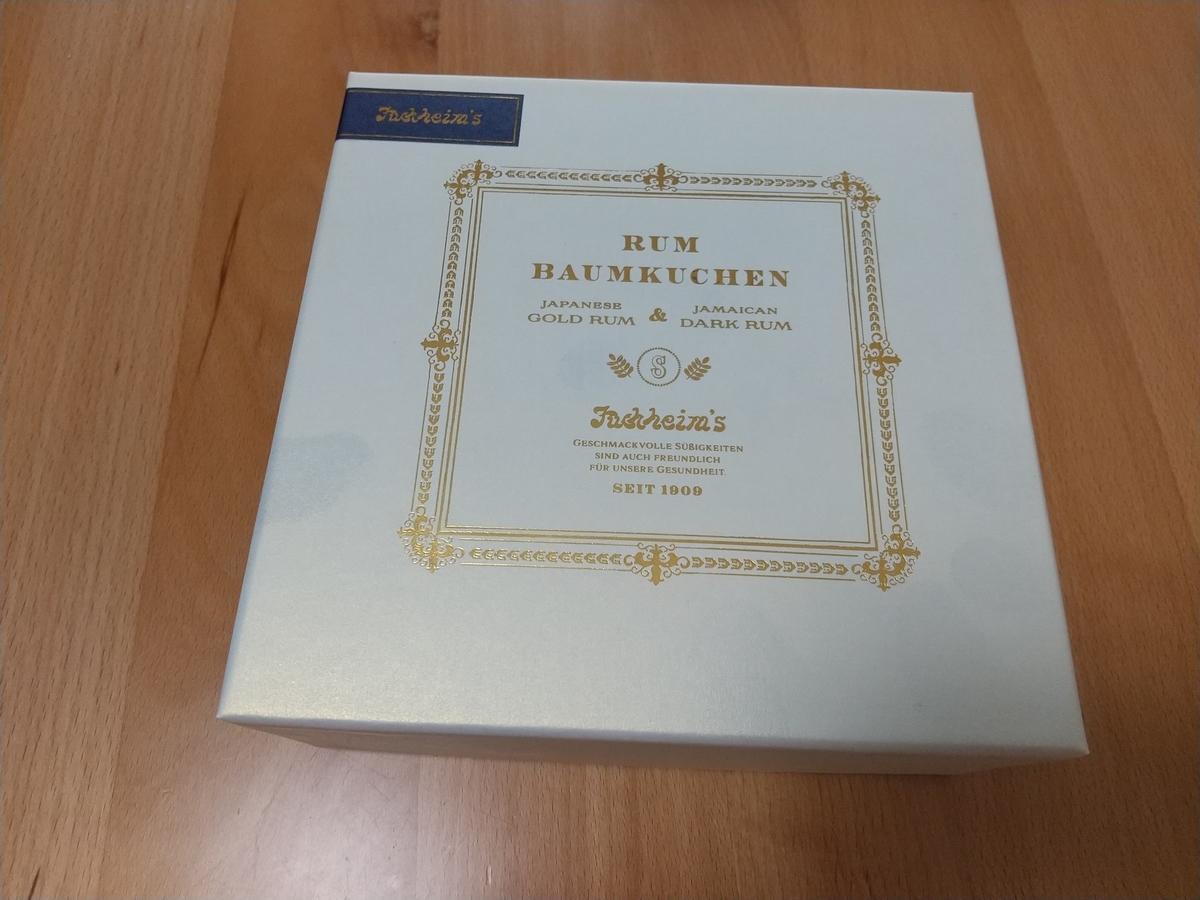 Juchheim's
RUM
BAUMKUCHEN
JAPANESE
GOLD RUM
&
JAMAICAN
DARK RUM
S
Juchheim's
GESCHMACKVOLLE SÜßIGKEITEN
SIND AUCH FREUNDLICH
FÜR UNSERE GESUNDHEIT.
SEIT 1909